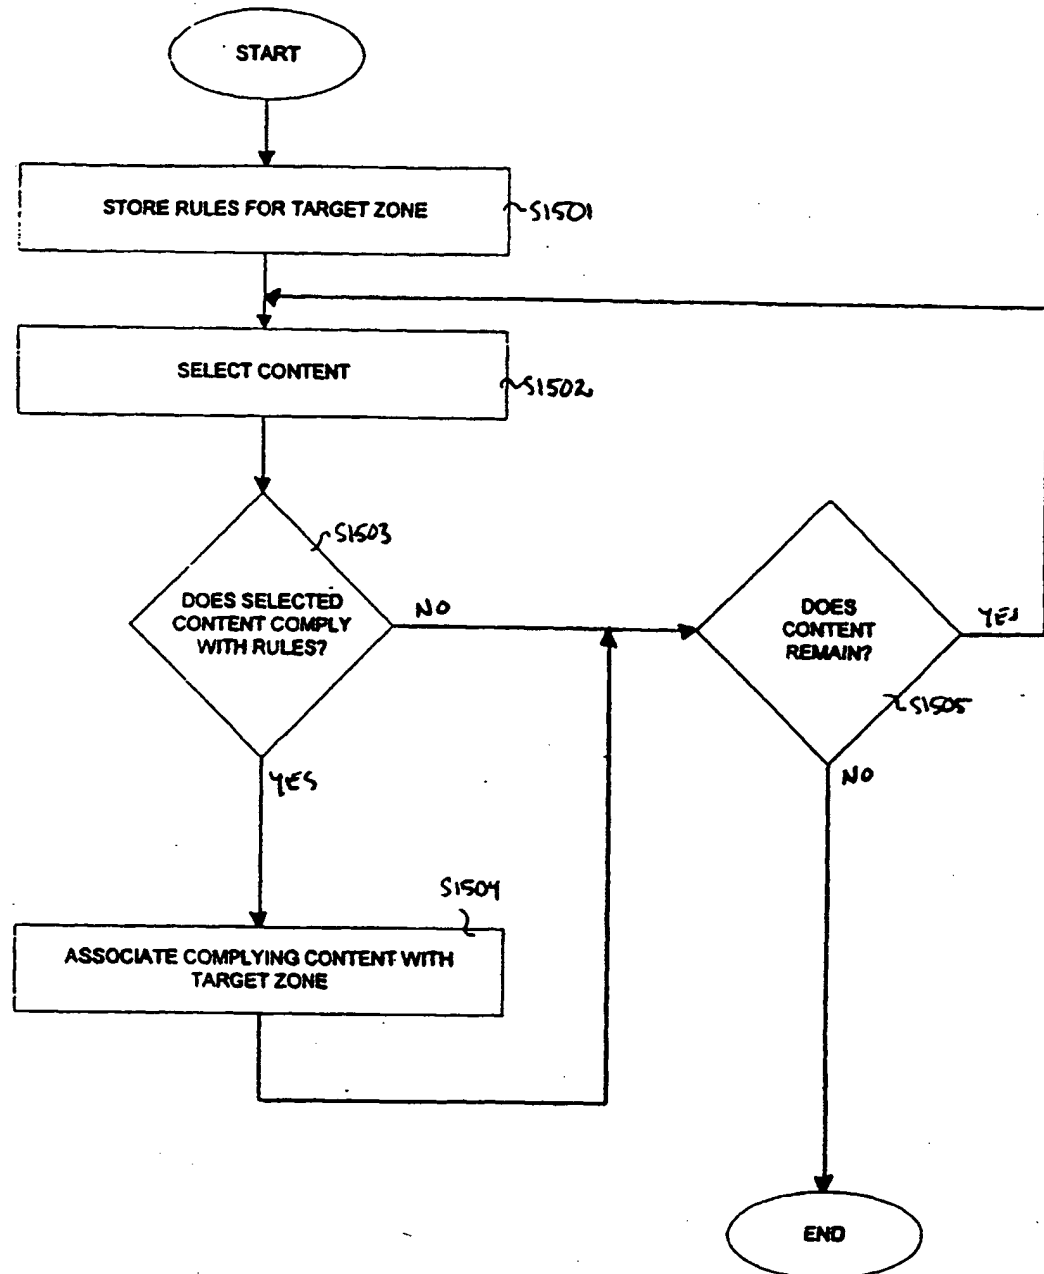 START
STORE RULES FOR TARGET ZONE
S1501
SELECT CONTENT
S1502
S1503
DOES SELECTED
CONTENT COMPLY
WITH RULES?
NO
YES
DOES
CONTENT
REMAIN?
YES
S1505
NO
S1504
ASSOCIATE COMPLYING CONTENT WITH
TARGET ZONE
END